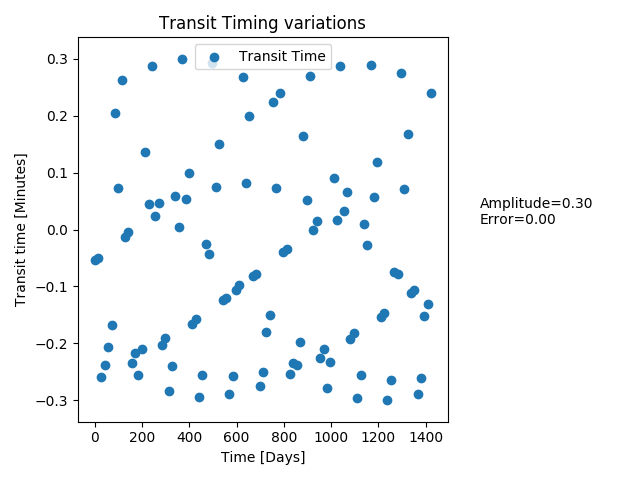 Transit Timing variations
Transit Time
0.3
0.2
0.1
0.0
−0.1
−0.2
−0.3
Transit time [Minutes]
Amplitude=0.30
Error=0.00
0 200 400 600 800 1000 1200 1400
Time [Days]